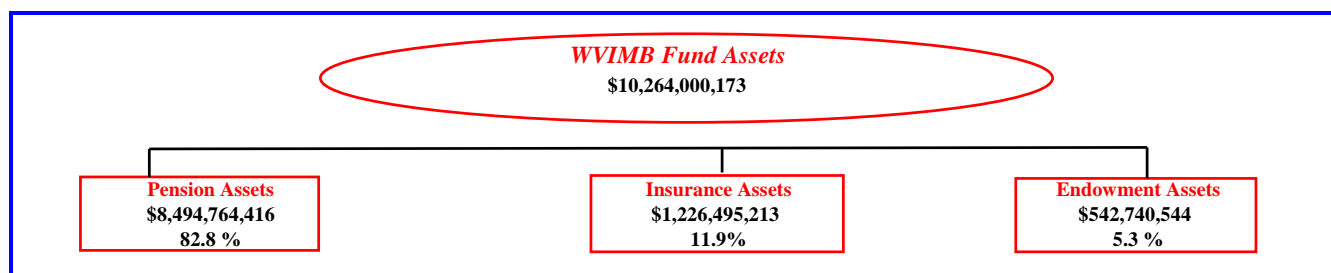 WVIMB Fund Assets
$10,264,000,173
Pension Assets
$8,494,764,416
82.8 %
Insurance Assets
$1,226,495,213
11.9%
Endowment Assets
$542,740,544
5.3 %